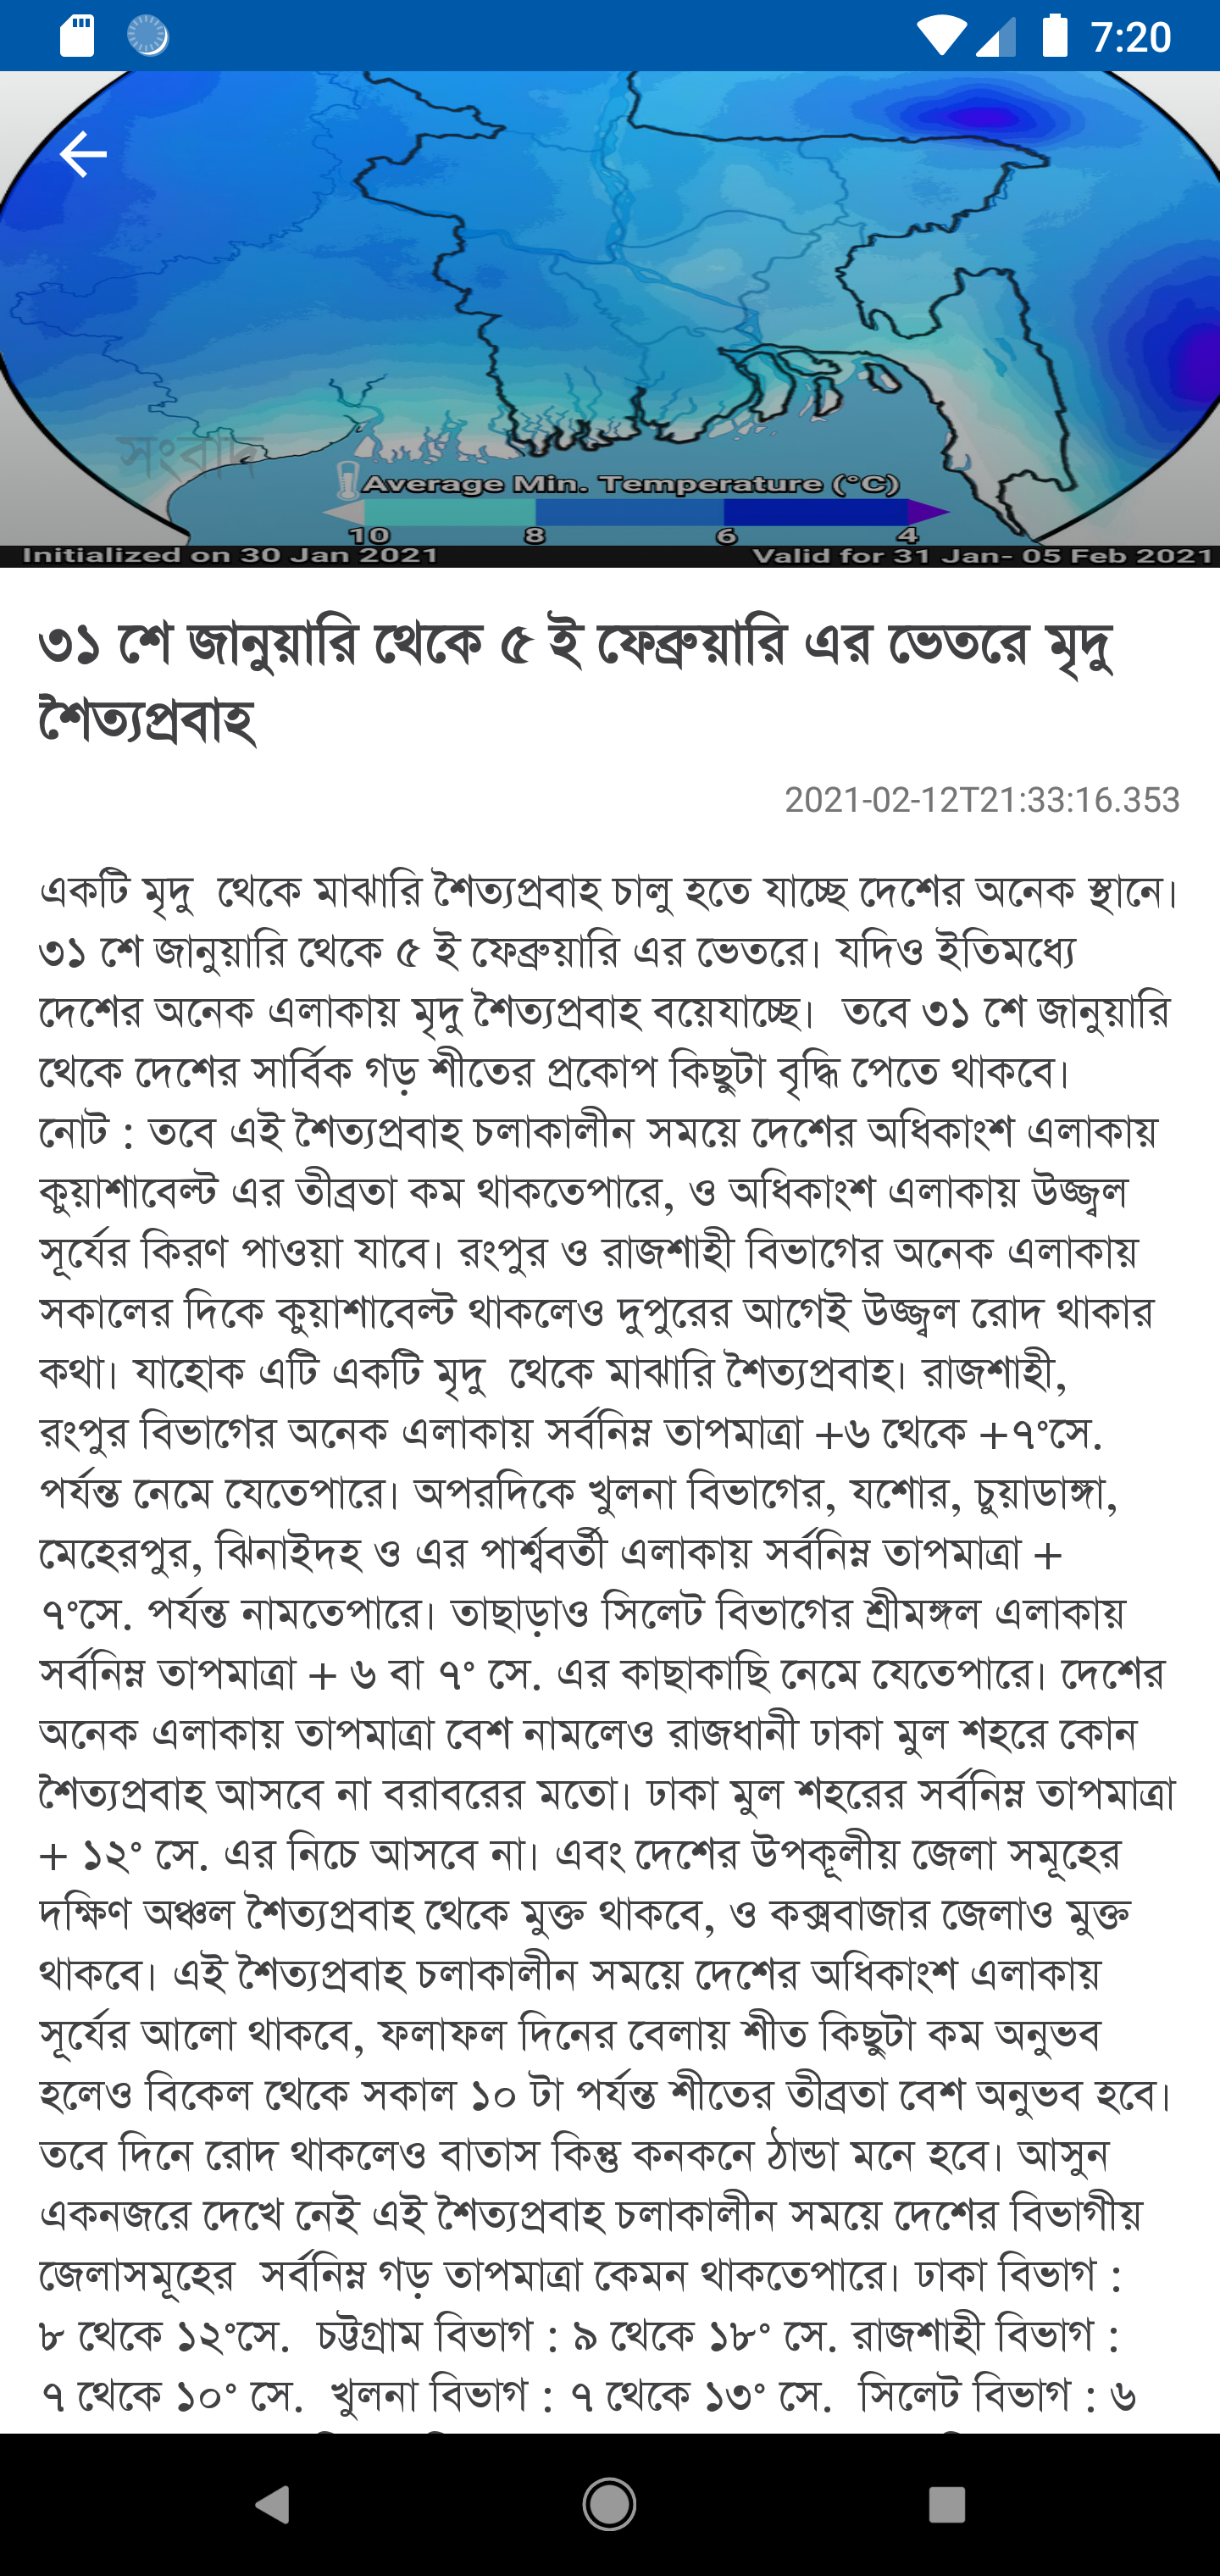 7:20
সংবাদ
Average Min. Temperature (°C)
10 8 6 4
Initialized on 30 Jan 2021 Valid for 31 Jan- 05 Feb 2021
৩১ শে জানুয়ারি থেকে ৫ ই ফেব্রুয়ারি এর ভেতরে মৃদু
শৈত্যপ্রবাহ
2021-02-12T21:33:16.353
একটি মৃদু  থেকে মাঝারি শৈত্যপ্রবাহ চালু হতে যাচ্ছে দেশের অনেক স্থানে।
৩১ শে জানুয়ারি থেকে ৫ ই ফেব্রুয়ারি এর ভেতরে। যদিও ইতিমধ্যে
দেশের অনেক এলাকায় মৃদু শৈত্যপ্রবাহ বয়েযাচ্ছে।  তবে ৩১ শে জানুয়ারি
থেকে দেশের সার্বিক গড় শীতের প্রকোপ কিছুটা বৃদ্ধি পেতে থাকবে।
নোট : তবে এই শৈত্যপ্রবাহ চলাকালীন সময়ে দেশের অধিকাংশ এলাকায়
কুয়াশাবেল্ট এর তীব্রতা কম থাকতেপারে, ও অধিকাংশ এলাকায় উজ্জ্বল
সূর্যের কিরণ পাওয়া যাবে। রংপুর ও রাজশাহী বিভাগের অনেক এলাকায়
সকালের দিকে কুয়াশাবেল্ট থাকলেও দুপুরের আগেই উজ্জ্বল রোদ থাকার
কথা। যাহোক এটি একটি মৃদু  থেকে মাঝারি শৈত্যপ্রবাহ। রাজশাহী,
রংপুর বিভাগের অনেক এলাকায় সর্বনিম্ন তাপমাত্রা +৬ থেকে +৭°সে.
পর্যন্ত নেমে যেতেপারে। অপরদিকে খুলনা বিভাগের, যশোর, চুয়াডাঙ্গা,
মেহেরপুর, ঝিনাইদহ ও এর পার্শ্ববর্তী এলাকায় সর্বনিম্ন তাপমাত্রা +
৭°সে. পর্যন্ত নামতেপারে। তাছাড়াও সিলেট বিভাগের শ্রীমঙ্গল এলাকায়
সর্বনিম্ন তাপমাত্রা + ৬ বা ৭° সে. এর কাছাকাছি নেমে যেতেপারে। দেশের
অনেক এলাকায় তাপমাত্রা বেশ নামলেও রাজধানী ঢাকা মুল শহরে কোন
শৈত্যপ্রবাহ আসবে না বরাবরের মতো। ঢাকা মুল শহরের সর্বনিম্ন তাপমাত্রা
+ ১২° সে. এর নিচে আসবে না। এবং দেশের উপকূলীয় জেলা সমূহের
দক্ষিণ অঞ্চল শৈত্যপ্রবাহ থেকে মুক্ত থাকবে, ও কক্সবাজার জেলাও মুক্ত
থাকবে। এই শৈত্যপ্রবাহ চলাকালীন সময়ে দেশের অধিকাংশ এলাকায়
সূর্যের আলো থাকবে, ফলাফল দিনের বেলায় শীত কিছুটা কম অনুভব
হলেও বিকেল থেকে সকাল ১০ টা পর্যন্ত শীতের তীব্রতা বেশ অনুভব হবে।
তবে দিনে রোদ থাকলেও বাতাস কিন্তু কনকনে ঠান্ডা মনে হবে। আসুন
একনজরে দেখে নেই এই শৈত্যপ্রবাহ চলাকালীন সময়ে দেশের বিভাগীয়
জেলাসমূহের  সর্বনিম্ন গড় তাপমাত্রা কেমন থাকতেপারে। ঢাকা বিভাগ :
৮ থেকে ১২°সে.  চট্টগ্রাম বিভাগ : ৯ থেকে ১৮° সে. রাজশাহী বিভাগ :
৭ থেকে ১০° সে.  খুলনা বিভাগ : ৭ থেকে ১৩° সে.  সিলেট বিভাগ : ৬